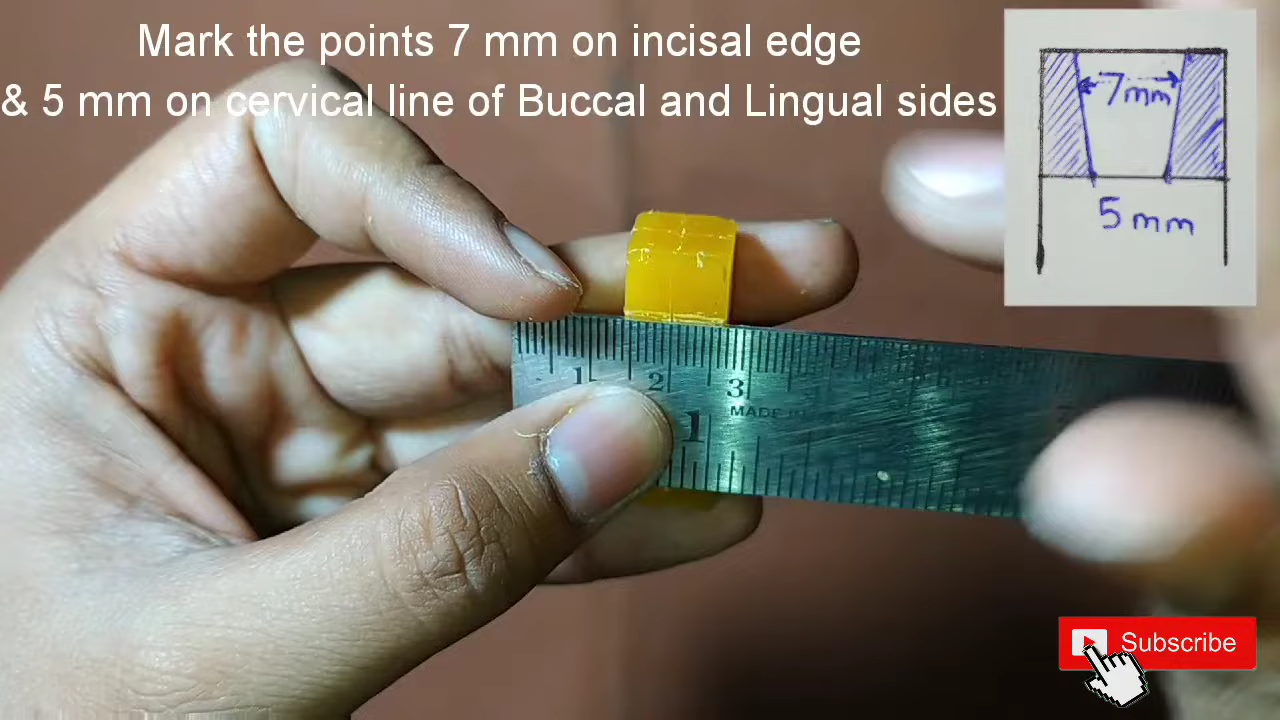 Mark the points 7 mm on incisal edge
& 5 mm on cervical line of Buccal and Lingual sides
7mm
5 mm
1 2 3
MADE
1
Subscribe